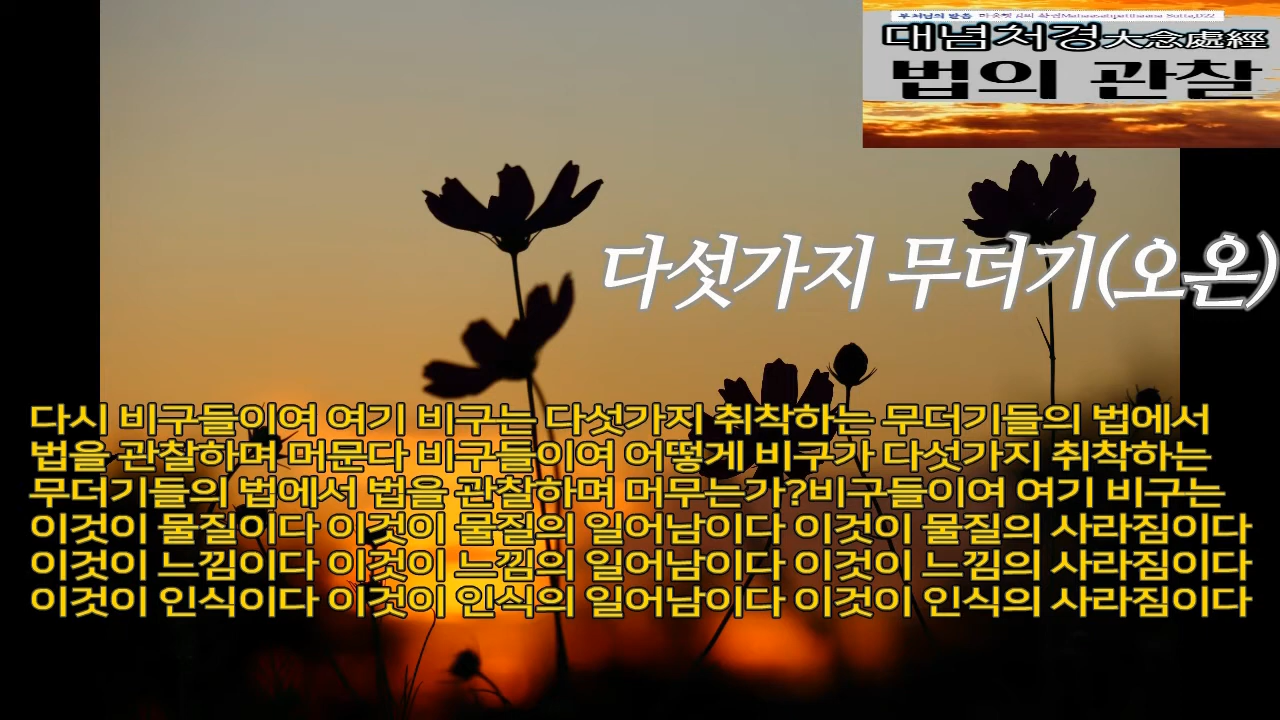 부처님의 말씀
대념처경大念處經
법의 관찰
다섯가지 무더기(오온)
다시 비구들이여 여기 비구는 다섯가지 취착하는 무더기들의 법에서
법을 관찰하며 머문다 비구들이여 어떻게 비구가 다섯가지 취착하는
무더기들의 법에서 법을 관찰하며 머무는가?비구들이여 여기 비구는
이것이 물질이다 이것이 물질의 일어남이다 이것이 물질의 사라짐이다
이것이 느낌이다 이것이 느낌의 일어남이다 이것이 느낌의 사라짐이다
이것이 인식이다 이것이 인식의 일어남이다 이것이 인식의 사라짐이다